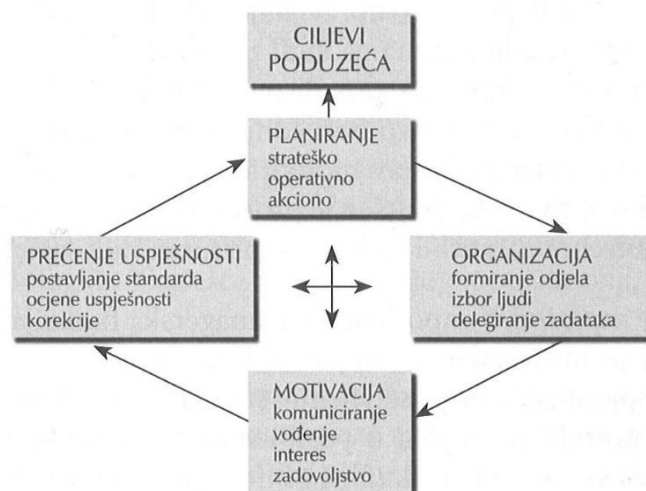 CILJEVI
PODUZEĆA
PLANIRANJE
strateško
operativno
akciono
PREĆENJE USPJEŠNOSTI
postavljanje standarda
ocjene uspješnosti
korekcije
ORGANIZACIJA
formiranje odjela
izbor ljudi
delegiranje zadataka
MOTIVACIJA
komuniciranje
vođenje
interes
zadovoljstvo